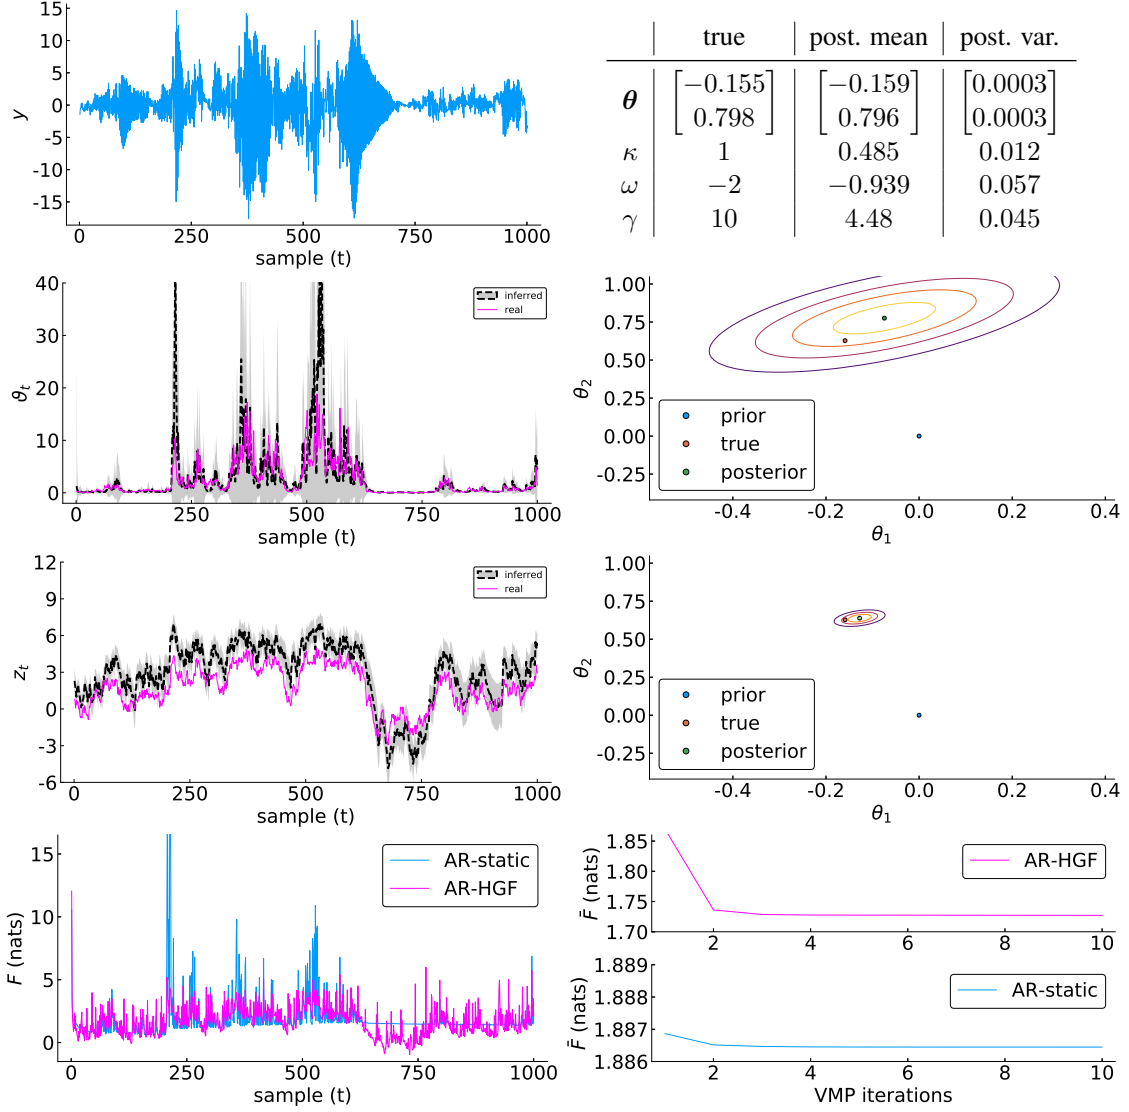 15
10
5
0
-5
-10
-15
y
0 250 500 750 1000
sample (t)
true post. mean post. var.
θ [−0.155 0.798] [−0.159 0.796] [0.0003 0.0003]
κ 1 0.485 0.012
ω −2 −0.939 0.057
γ 10 4.48 0.045
40
30
20
10
0
ϑt
inferred
real
0 250 500 750 1000
sample (t)
1.00
0.75
0.50
0.25
0.00
-0.25
θ2
prior
true
posterior
-0.4 -0.2 0.0 0.2 0.4
θ1
12
9
6
3
0
-3
-6
zt
inferred
real
0 250 500 750 1000
sample (t)
1.00
0.75
0.50
0.25
0.00
-0.25
θ2
prior
true
posterior
-0.4 -0.2 0.0 0.2 0.4
θ1
15
10
5
0
F (nats)
AR-static
AR-HGF
0 250 500 750 1000
sample (t)
1.85
1.80
1.75
1.70
F̄ (nats)
AR-HGF
2 4 6 8 10
1.889
1.888
1.887
1.886
F̄ (nats)
AR-static
2 4 6 8 10
VMP iterations